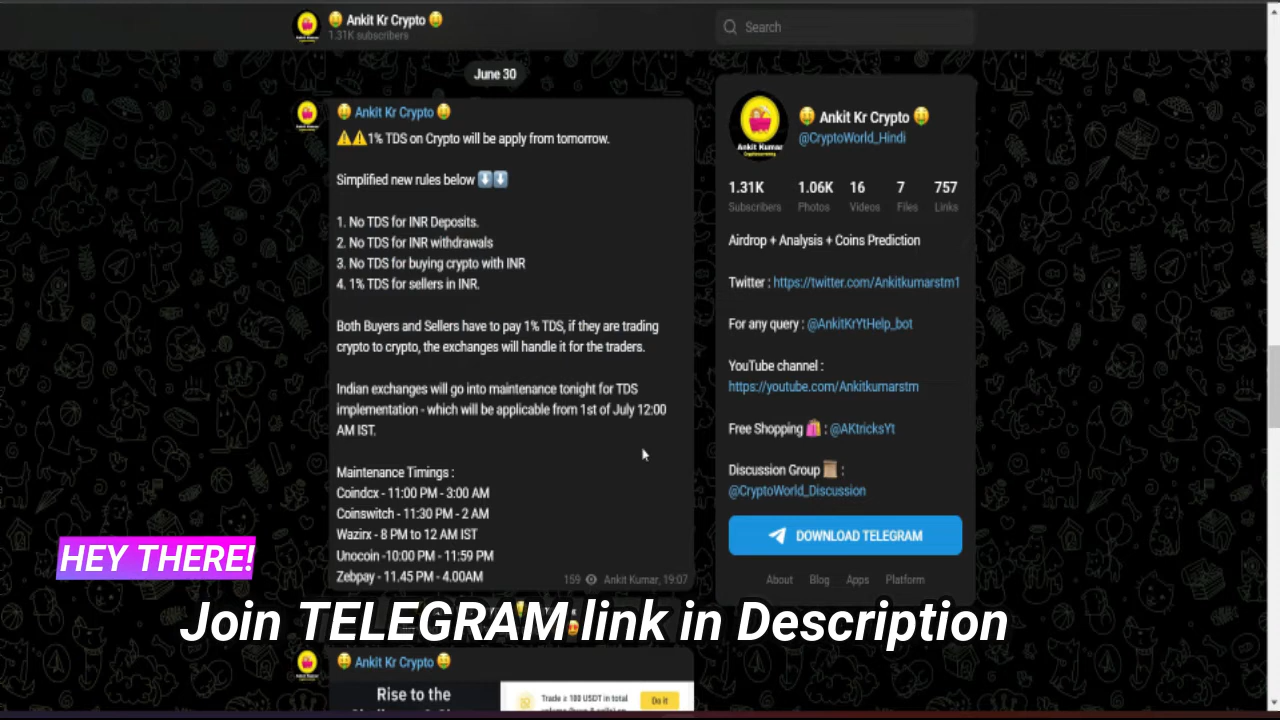 🤑 Ankit Kr Crypto 🤑
1.31K subscribers
Search
June 30
🤑 Ankit Kr Crypto 🤑
⚠️⚠️1% TDS on Crypto will be apply from tomorrow.
Simplified new rules below ⬇️⬇️
1. No TDS for INR Deposits.
2. No TDS for INR withdrawals
3. No TDS for buying crypto with INR
4. 1% TDS for sellers in INR.
Both Buyers and Sellers have to pay 1% TDS, if they are trading
crypto to crypto, the exchanges will handle it for the traders.
Indian exchanges will go into maintenance tonight for TDS
implementation - which will be applicable from 1st of July 12:00
AM IST.
Maintenance Timings :
Coindcx - 11:00 PM - 3:00 AM
Coinswitch - 11:30 PM - 2 AM
Wazirx - 8 PM to 12 AM IST
Unocoin -10:00 PM - 11:59 PM
Zebpay - 11.45 PM - 4.00AM
159 Ankit Kumar, 19:07
Ankit Kumar
🤑 Ankit Kr Crypto 🤑
@CryptoWorld_Hindi
1.31K 1.06K 16 7 757
Subscribers Photos Videos Files Links
Airdrop + Analysis + Coins Prediction
Twitter : https://twitter.com/Ankitkumarstm1
For any query : @AnkitKrYtHelp_bot
YouTube channel :
https://youtube.com/Ankitkumarstm
Free Shopping 🛍️ : @AKtricksYt
Discussion Group 📜 :
@CryptoWorld_Discussion
DOWNLOAD TELEGRAM
About Blog Apps Platform
HEY THERE!
Join TELEGRAM link in Description
🤑 Ankit Kr Crypto 🤑
Rise to the
Trade ≥ 100 USDT in total
Do it